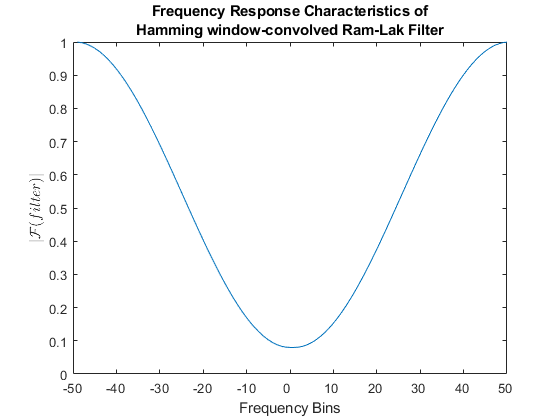 Frequency Response Characteristics of
Hamming window-convolved Ram-Lak Filter
1
0.9
0.8
0.7
0.6
0.5
0.4
0.3
0.2
0.1
0
|ℱ(filter)|
-50 -40 -30 -20 -10 0 10 20 30 40 50
Frequency Bins